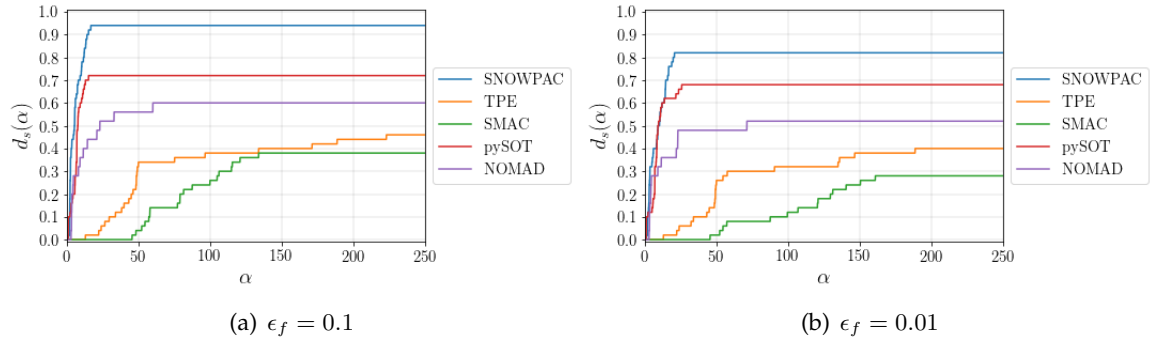 1.0
0.9
0.8
0.7
0.6
0.5
0.4
0.3
0.2
0.1
0.0
d_s(α)
0 50 100 150 200 250
α
SNOWPAC
TPE
SMAC
pySOT
NOMAD
(a) ϵ_f = 0.1
1.0
0.9
0.8
0.7
0.6
0.5
0.4
0.3
0.2
0.1
0.0
d_s(α)
0 50 100 150 200 250
α
SNOWPAC
TPE
SMAC
pySOT
NOMAD
(b) ϵ_f = 0.01